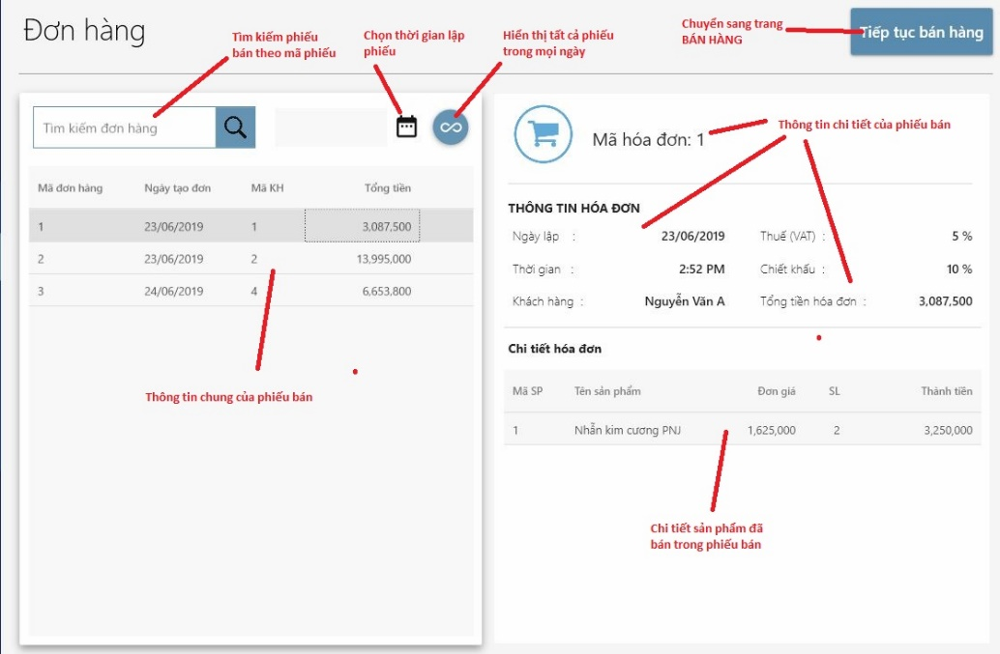 Đơn hàng
Tìm kiếm phiếu
bán theo mã phiếu
Chọn thời gian lập
phiếu
Hiển thị tất cả phiếu
trong mọi ngày
Chuyển sang trang
BÁN HÀNG
Tiếp tục bán hàng
Tìm kiếm đơn hàng
Mã đơn hàng Ngày tạo đơn Mã KH Tổng tiền
1 23/06/2019 1 3,087,500
2 23/06/2019 2 13,995,000
3 24/06/2019 4 6,653,800
Thông tin chung của phiếu bán
Mã hóa đơn: 1
Thông tin chi tiết của phiếu bán
THÔNG TIN HÓA ĐƠN
Ngày lập : 23/06/2019 Thuế (VAT) : 5 %
Thời gian : 2:52 PM Chiết khấu : 10 %
Khách hàng : Nguyễn Văn A Tổng tiền hóa đơn : 3,087,500
Chi tiết hóa đơn
Mã SP Tên sản phẩm Đơn giá SL Thành tiền
1 Nhẫn kim cương PNJ 1,625,000 2 3,250,000
Chi tiết sản phẩm đã
bán trong phiếu bán